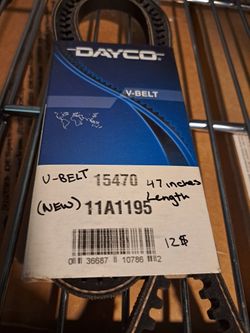 DAYCO
V-BELT
V-BELT 15470 47 inches
Length
(NEW) 11A1195
12$
0 36687 10786 2